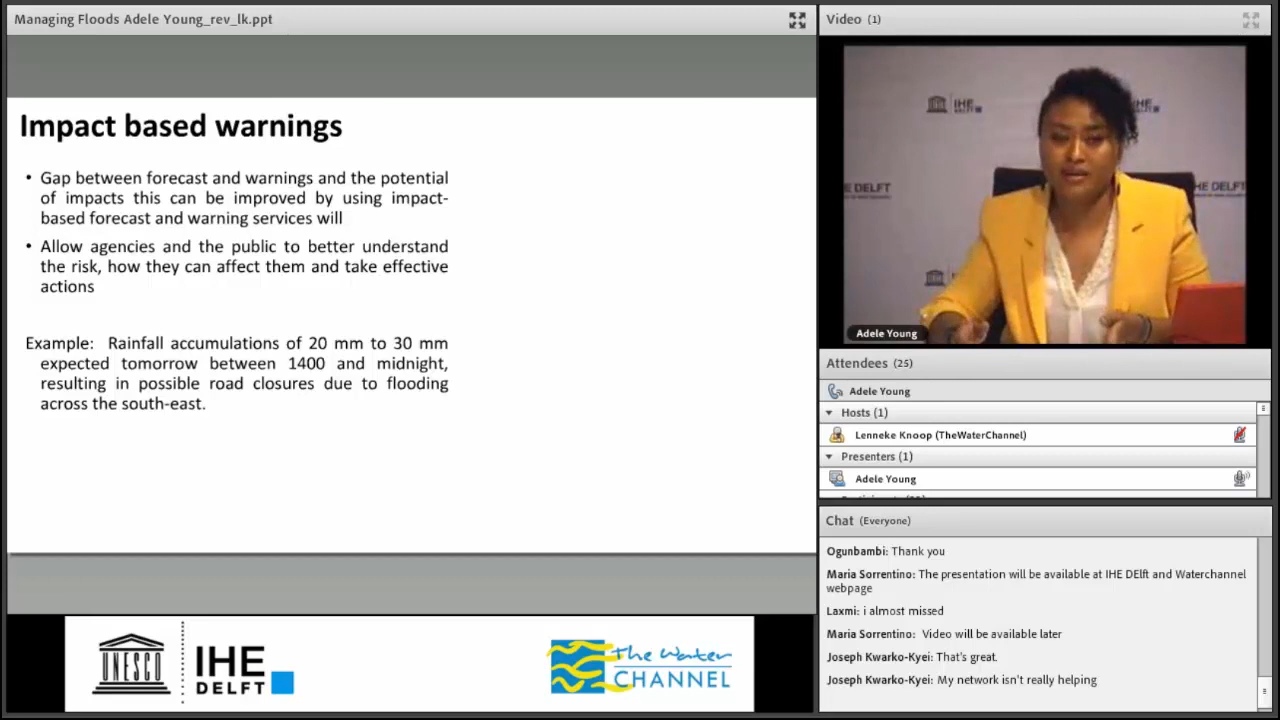 Managing Floods Adele Young_rev_lk.ppt
Impact based warnings
• Gap between forecast and warnings and the potential
of impacts this can be improved by using impact-
based forecast and warning services will
• Allow agencies and the public to better understand
the risk, how they can affect them and take effective
actions
Example: Rainfall accumulations of 20 mm to 30 mm
expected tomorrow between 1400 and midnight,
resulting in possible road closures due to flooding
across the south-east.
UNESCO
IHE
DELFT
The Water
CHANNEL
Video (1)
IHE
DELFT
IHE DELFT
IHE DELFT
Adele Young
Attendees (25)
Adele Young
Hosts (1)
Lenneke Knoop (TheWaterChannel)
Presenters (1)
Adele Young
Chat (Everyone)
Ogunbambi: Thank you
Maria Sorrentino: The presentation will be available at IHE DElft and Waterchannel
webpage
Laxmi: i almost missed
Maria Sorrentino: Video will be available later
Joseph Kwarko-Kyei: That's great.
Joseph Kwarko-Kyei: My network isn't really helping